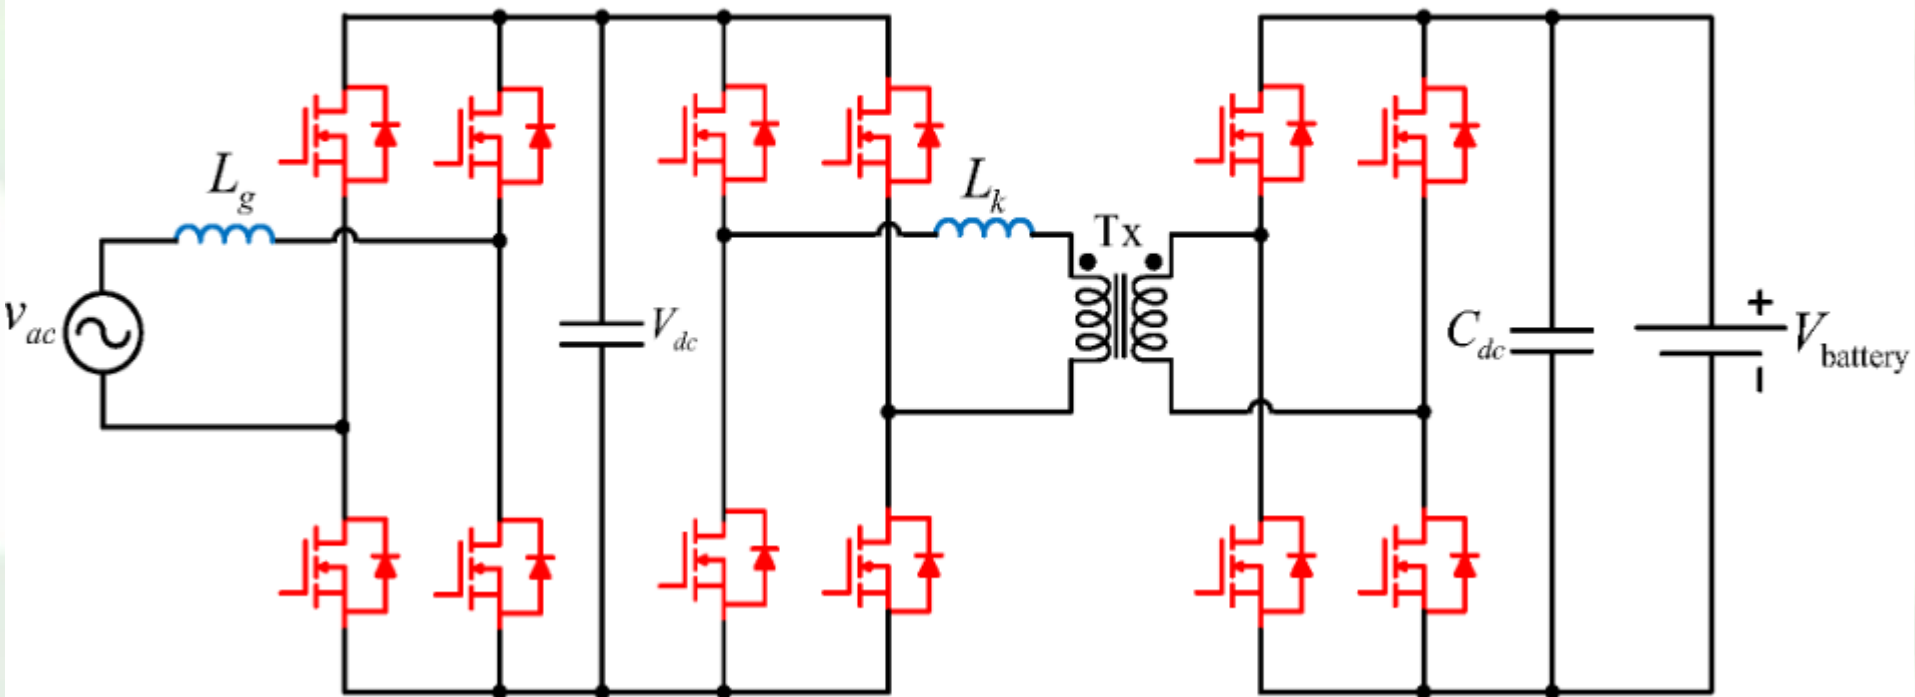 L_g
L_k
Tx
v_ac
V_dc
C_dc
+
V_battery
-